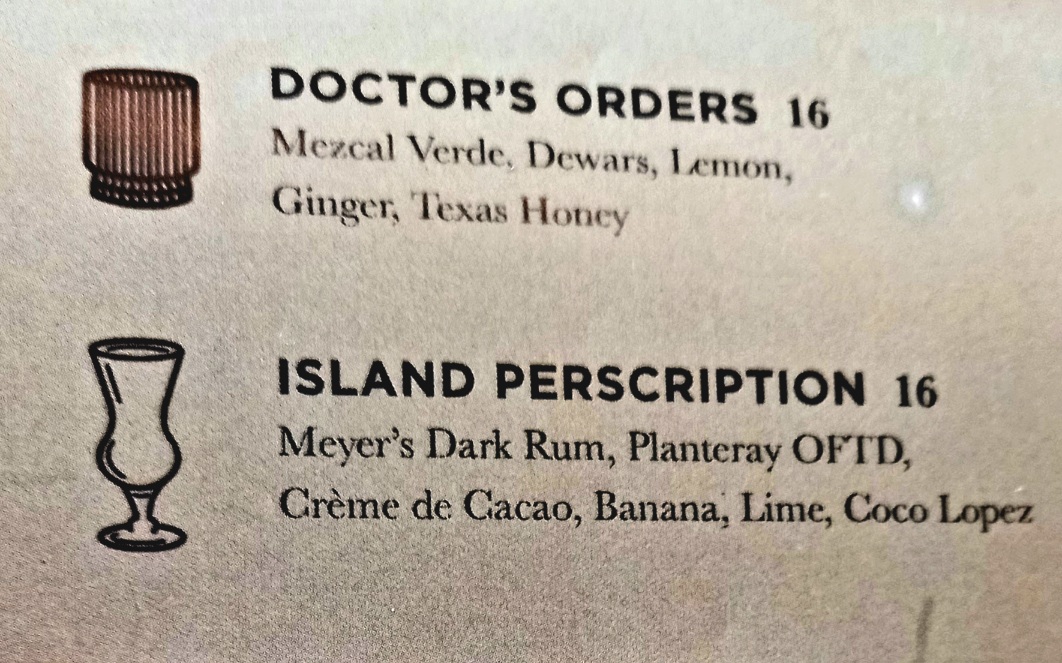 DOCTOR'S ORDERS 16
Mezcal Verde, Dewars, Lemon,
Ginger, Texas Honey
ISLAND PERSCRIPTION 16
Meyer's Dark Rum, Planteray OFTD,
Crème de Cacao, Banana, Lime, Coco Lopez